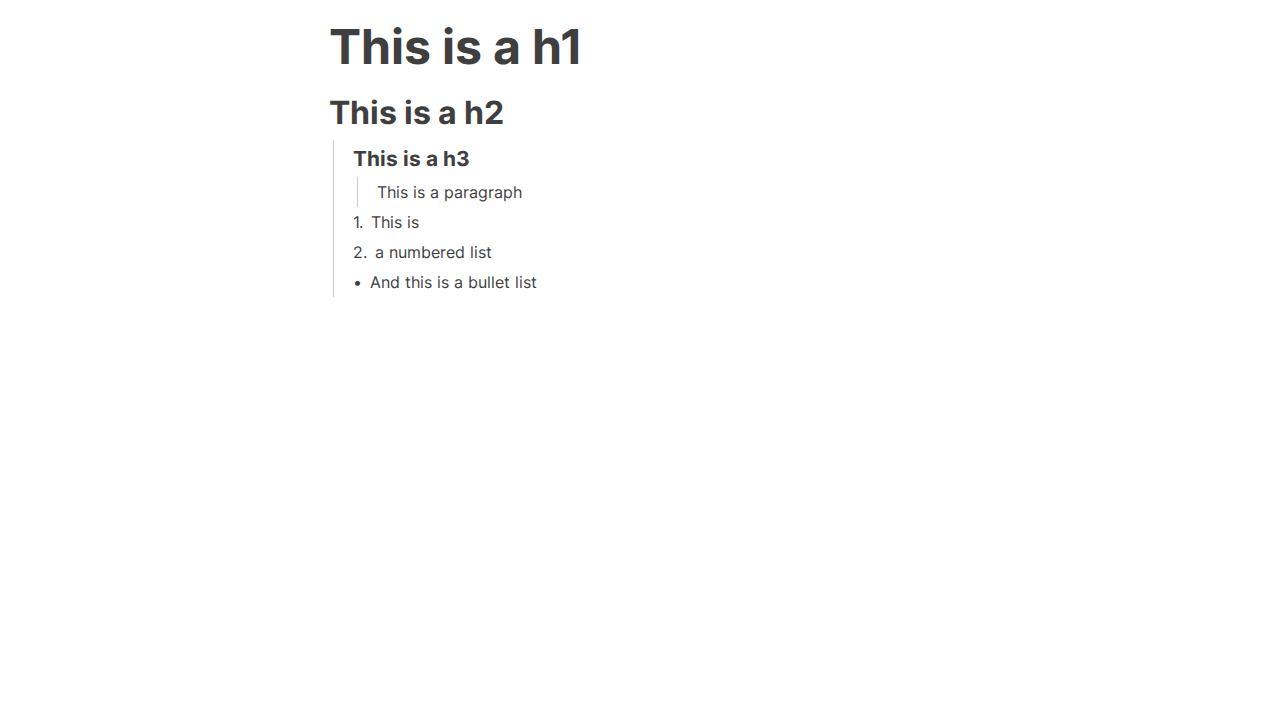 This is a h1
This is a h2
This is a h3
This is a paragraph
1. This is
2. a numbered list
• And this is a bullet list